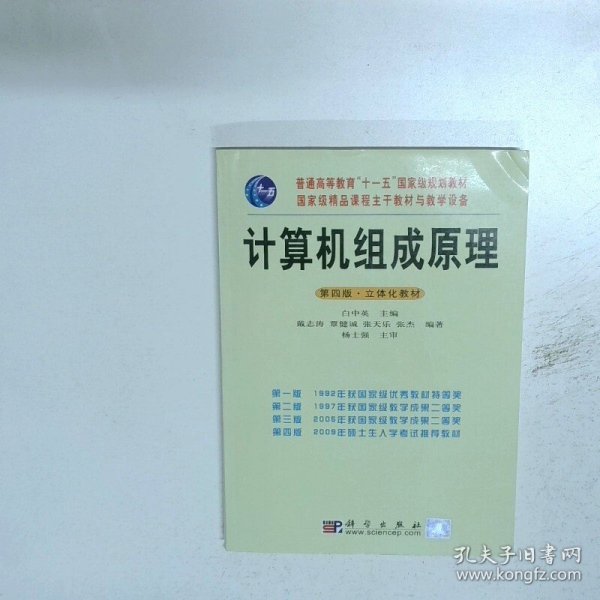 十一五
普通高等教育“十一五”国家级规划教材
国家级精品课程主干教材与教学设备
计算机组成原理
第四版·立体化教材
白中英 主编
戴志涛 覃健诚 张天乐 张杰 编著
杨士强 主审
第一版 1992年获国家级优秀教材特等奖
第二版 1997年获国家级教学成果二等奖
第三版 2005年获国家级教学成果二等奖
第四版 2009年硕士生入学考试推荐教材
科学出版社
www.sciencep.com
孔夫子旧书网
www.kongfz.com